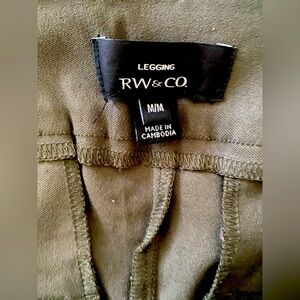 LEGGING
RW&CO.
M/M
MADE IN
CAMBODIA